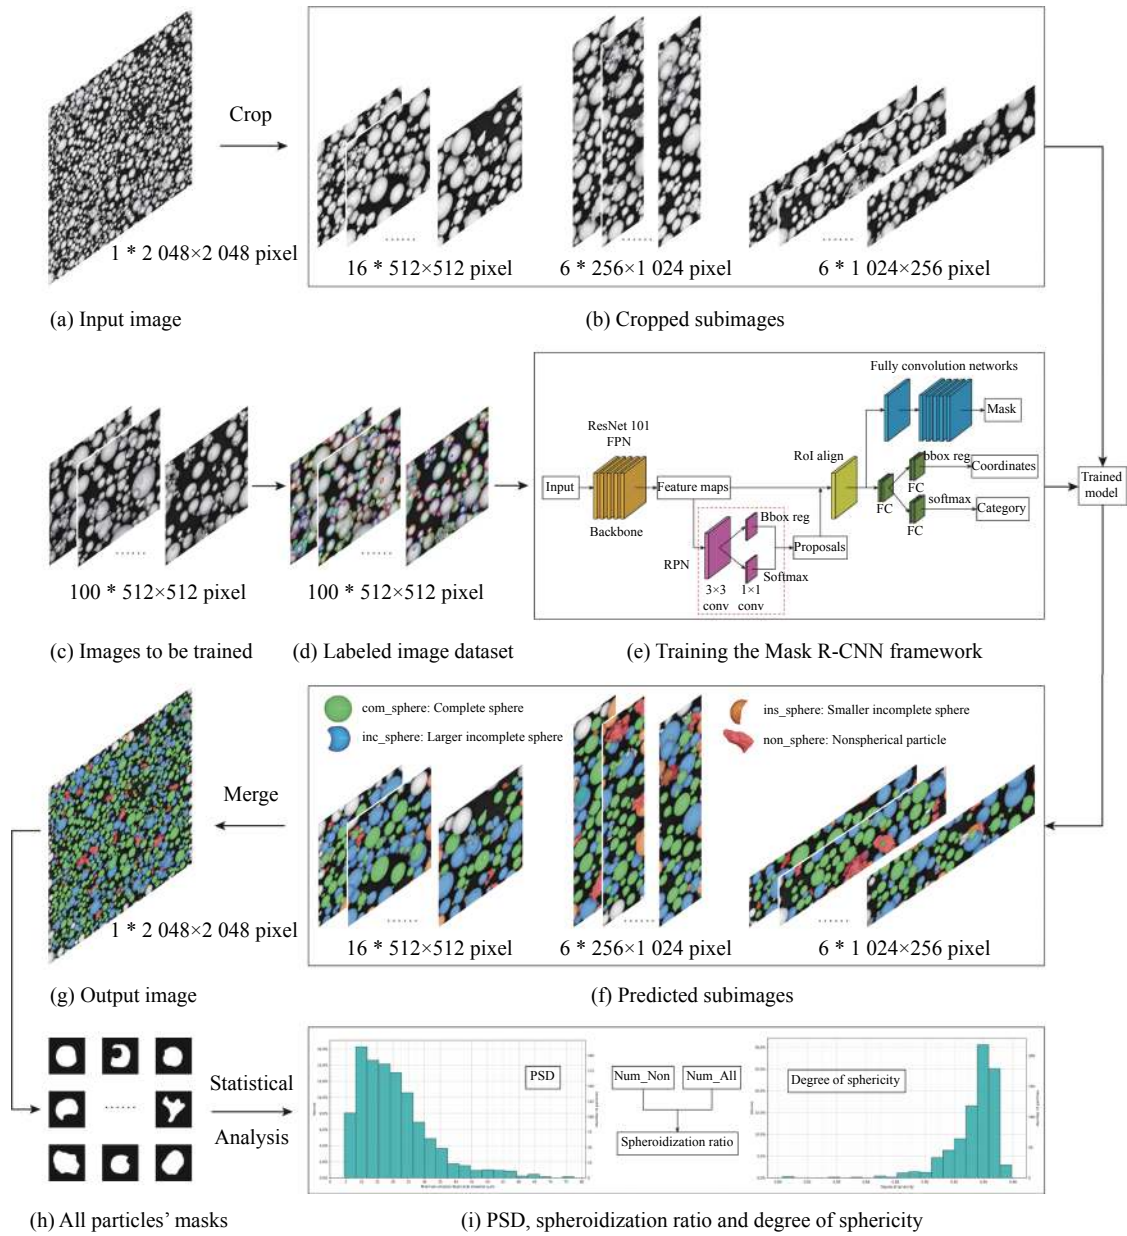 Crop
1 * 2 048×2 048 pixel
16 * 512×512 pixel
6 * 256×1 024 pixel
6 * 1 024×256 pixel
(a) Input image
(b) Cropped subimages
100 * 512×512 pixel
100 * 512×512 pixel
Fully convolution networks
Mask
ResNet 101
FPN
RoI align
bbox reg
Coordinates
FC
softmax
Category
FC
FC
Input
Feature maps
Backbone
Bbox reg
RPN
Proposals
Softmax
3×3
conv
1×1
conv
Trained
model
(c) Images to be trained
(d) Labeled image dataset
(e) Training the Mask R-CNN framework
com_sphere: Complete sphere
ins_sphere: Smaller incomplete sphere
inc_sphere: Larger incomplete sphere
non_sphere: Nonspherical particle
Merge
1 * 2 048×2 048 pixel
16 * 512×512 pixel
6 * 256×1 024 pixel
6 * 1 024×256 pixel
(g) Output image
(f) Predicted subimages
Statistical
Analysis
PSD
Num_Non
Num_All
Spheroidization ratio
Degree of sphericity
(h) All particles’ masks
(i) PSD, spheroidization ratio and degree of sphericity